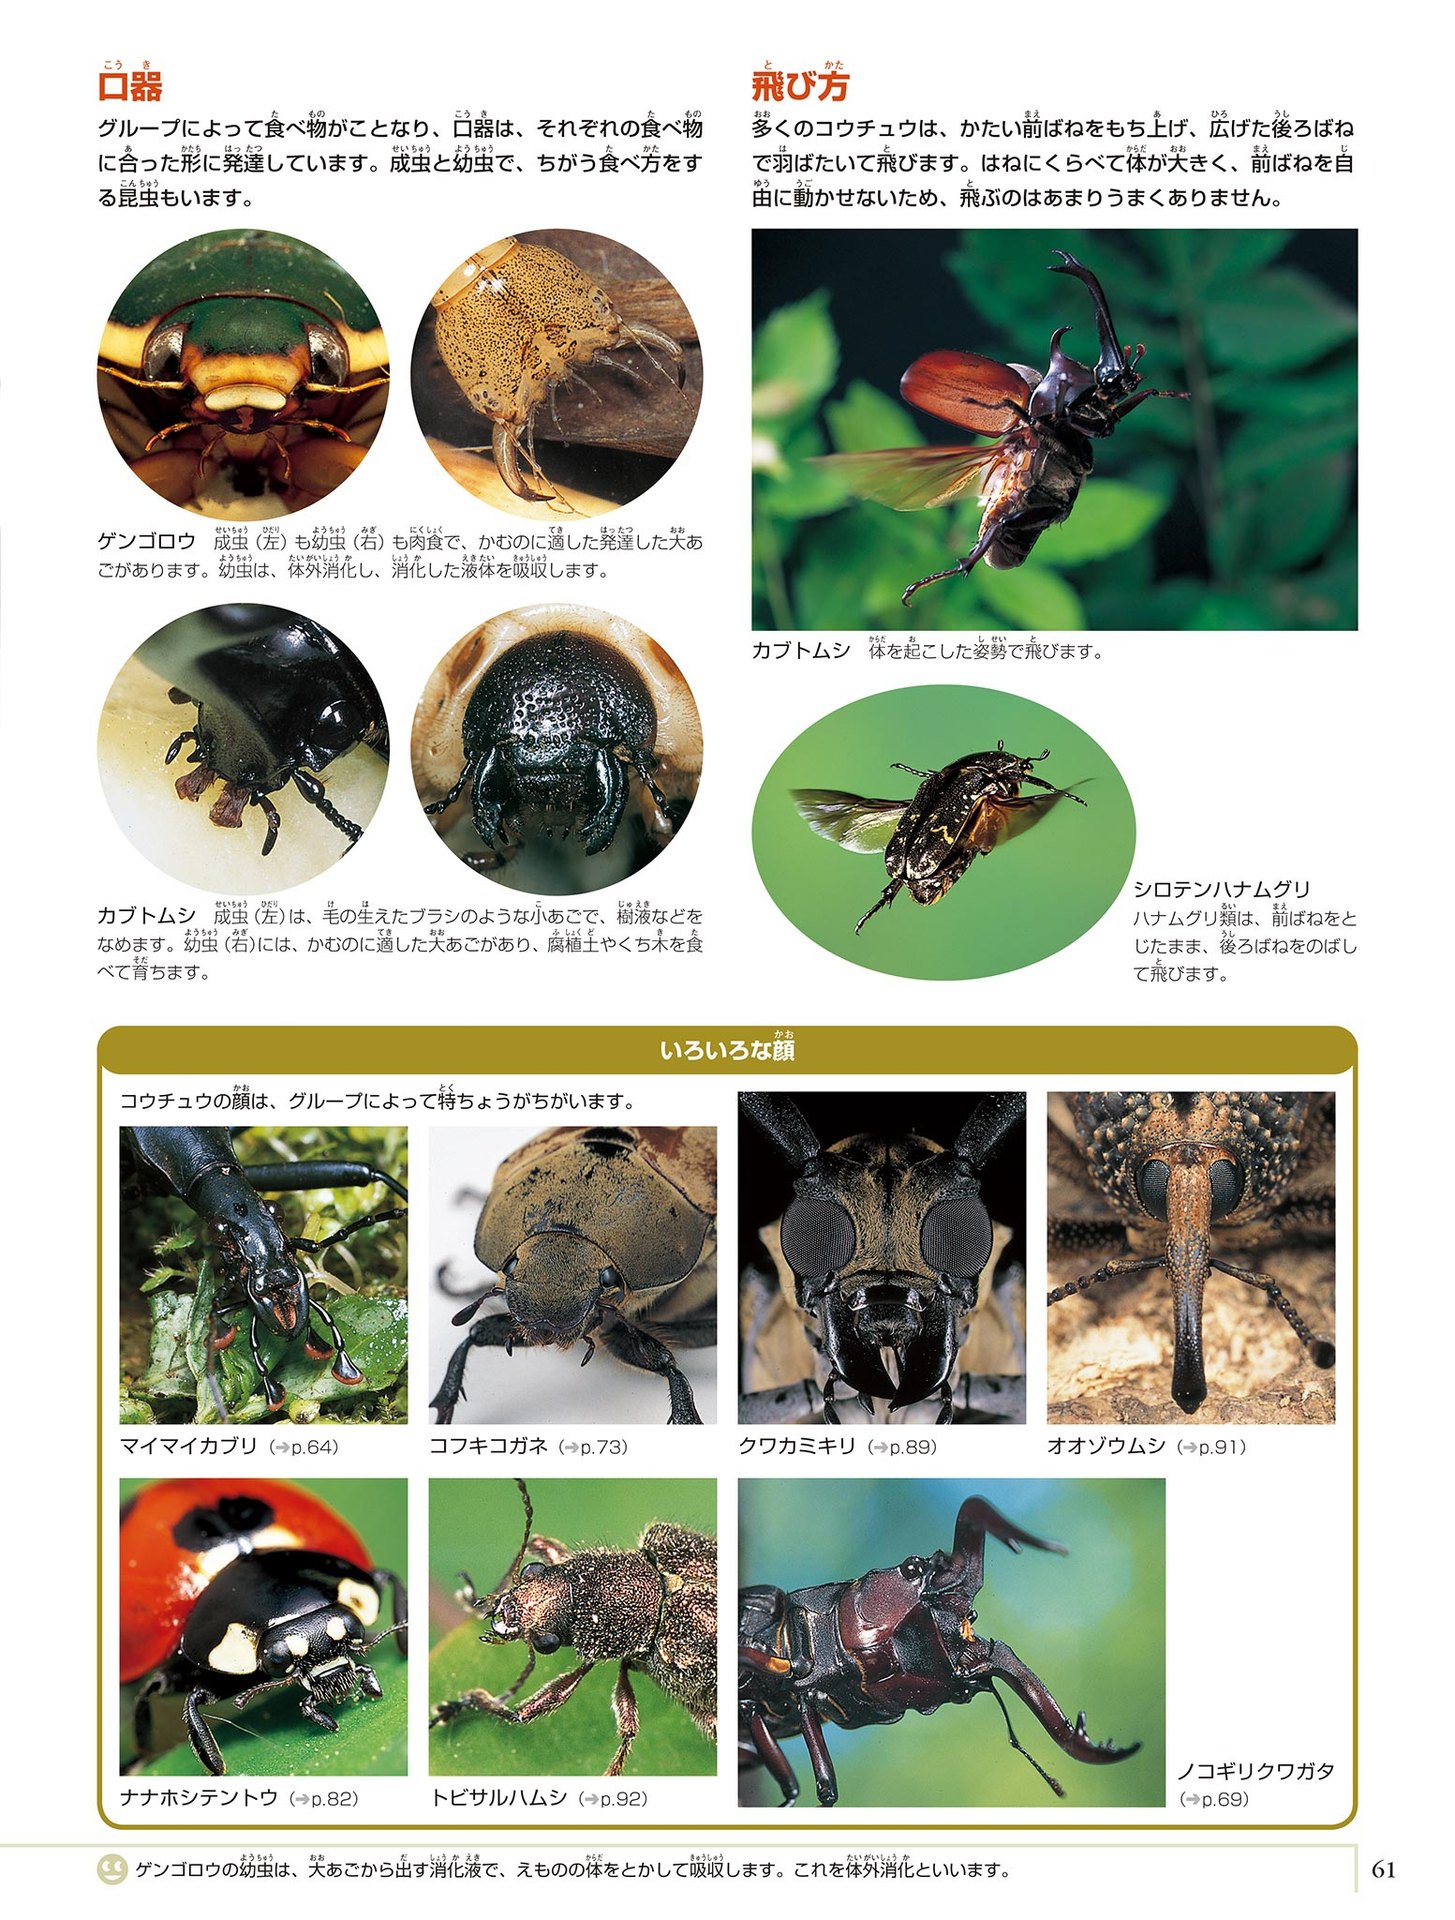 口器
グループによって食べ物がことなり、口器は、それぞれの食べ物
に合った形に発達しています。成虫と幼虫で、ちがう食べ方をす
る昆虫もいます。
ゲンゴロウ 成虫（左）も幼虫（右）も肉食で、かむのに適した発達した大あ
ごがあります。幼虫は、体外消化し、消化した液体を吸収します。
カブトムシ 成虫（左）は、毛の生えたブラシのような小あごで、樹液などを
なめます。幼虫（右）には、かむのに適した大あごがあり、腐植土やくち木を食
べて育ちます。
飛び方
多くのコウチュウは、かたい前ばねをもち上げ、広げた後ろばね
で羽ばたいて飛びます。はねにくらべて体が大きく、前ばねを自
由に動かせないため、飛ぶのはあまりうまくありません。
カブトムシ 体を起こした姿勢で飛びます。
シロテンハナムグリ
ハナムグリ類は、前ばねをと
じたまま、後ろばねをのばし
て飛びます。
いろいろな顔
コウチュウの顔は、グループによって特ちょうがちがいます。
マイマイカブリ（➔p.64）
コフキコガネ（➔p.73）
クワカミキリ（➔p.89）
オオゾウムシ（➔p.91）
ナナホシテントウ（➔p.82）
トビサルハムシ（➔p.92）
ノコギリクワガタ
（➔p.69）
ゲンゴロウの幼虫は、大あごから出す消化液で、えものの体をとかして吸収します。これを体外消化といいます。
61